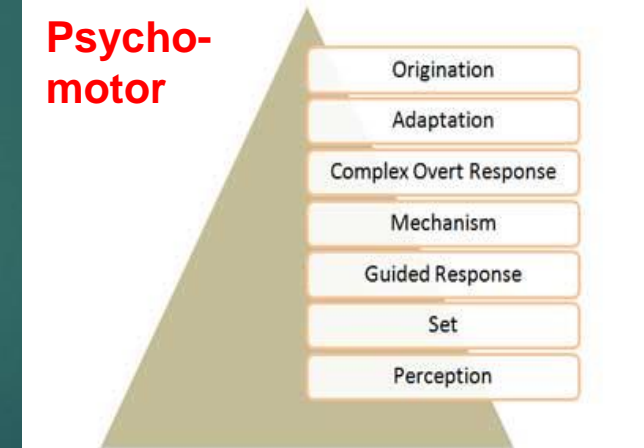 Psycho-
motor
Origination
Adaptation
Complex Overt Response
Mechanism
Guided Response
Set
Perception